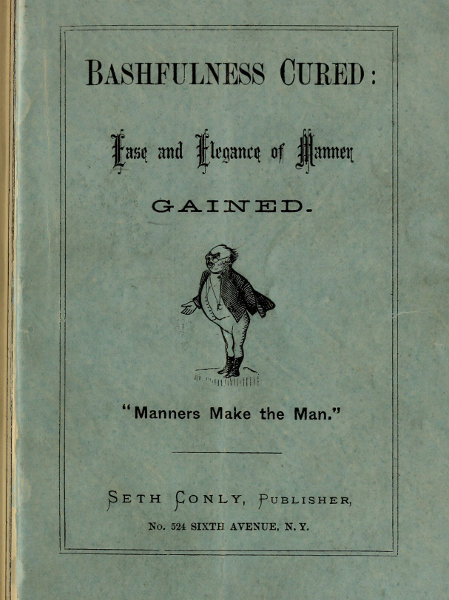 BASHFULNESS CURED:
Ease and Elegance of Manner
GAINED.
"Manners Make the Man."
SETH CONLY, PUBLISHER,
No. 524 SIXTH AVENUE, N. Y.